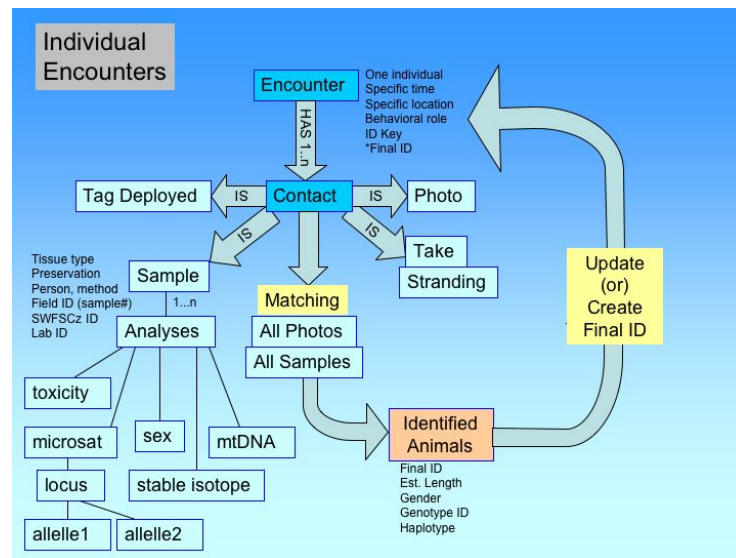 Individual
Encounters
Encounter
One individual
Specific time
Specific location
Behavioral role
ID Key
*Final ID
HAS 1..n
Tag Deployed
IS
Contact
IS
Photo
IS
IS
Take
Stranding
Tissue type
Preservation
Person, method
Field ID (sample#)
SWFSCz ID
Lab ID
Sample
1...n
Analyses
Matching
All Photos
All Samples
Update
(or)
Create
Final ID
toxicity
microsat
sex
mtDNA
locus
stable isotope
allelle1
allelle2
Identified
Animals
Final ID
Est. Length
Gender
Genotype ID
Haplotype